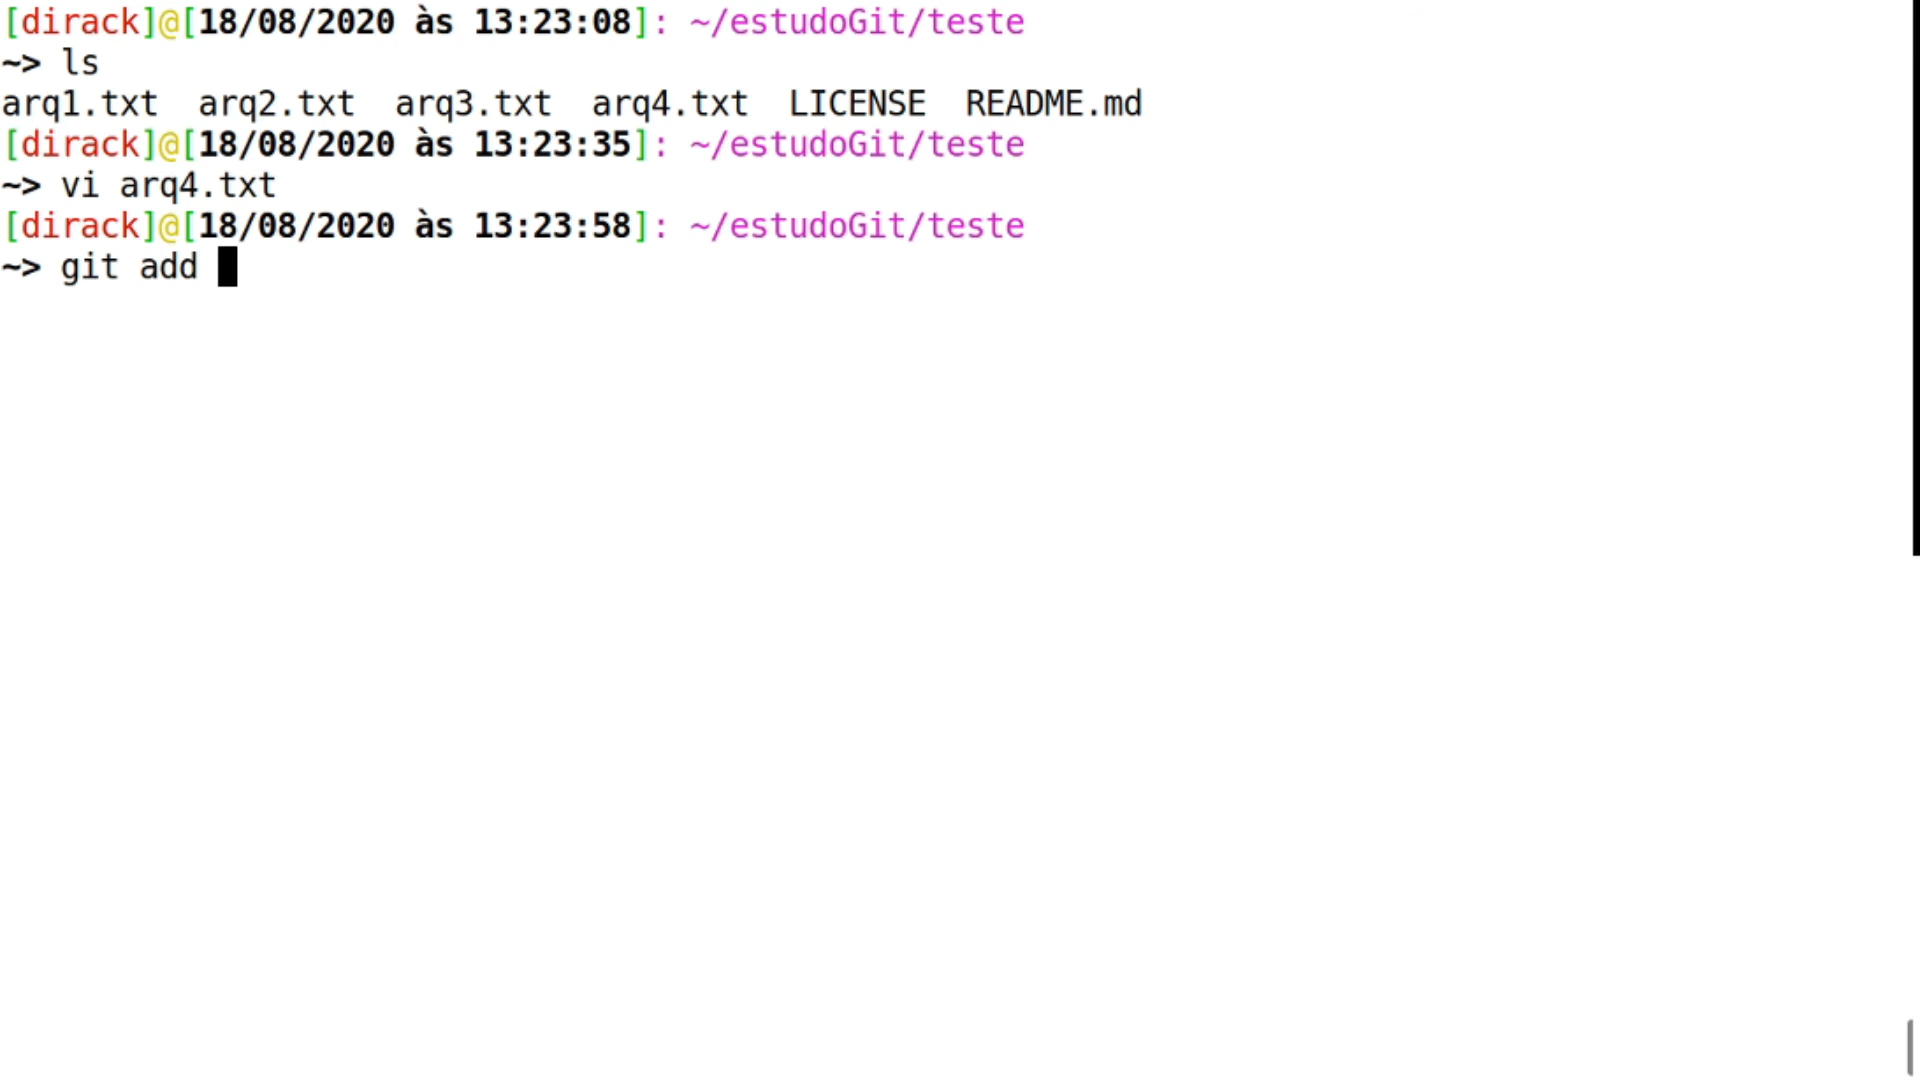 [dirack]@[18/08/2020 às 13:23:08]: ~/estudoGit/teste
~> ls
arq1.txt  arq2.txt  arq3.txt  arq4.txt  LICENSE  README.md
[dirack]@[18/08/2020 às 13:23:35]: ~/estudoGit/teste
~> vi arq4.txt
[dirack]@[18/08/2020 às 13:23:58]: ~/estudoGit/teste
~> git add